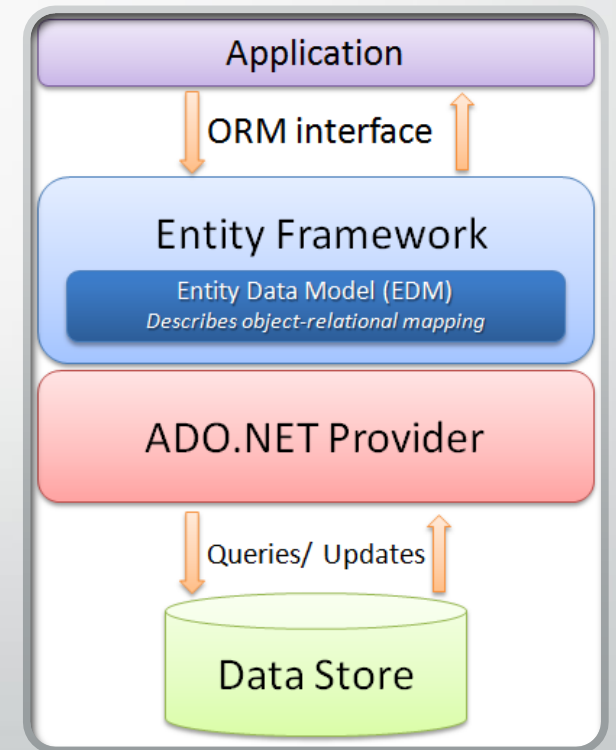 Application
ORM interface
Entity Framework
Entity Data Model (EDM)
Describes object-relational mapping
ADO.NET Provider
Queries/ Updates
Data Store